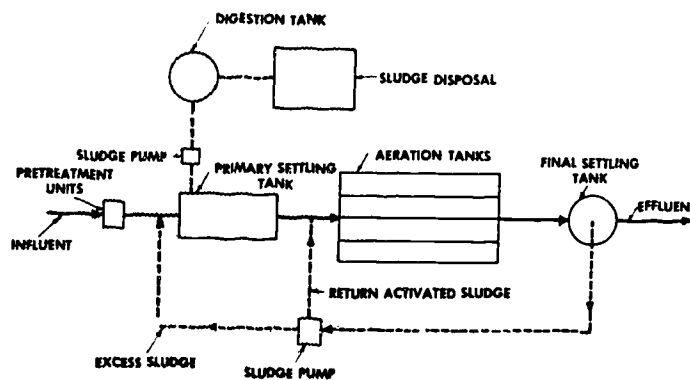 DIGESTION TANK
SLUDGE DISPOSAL
SLUDGE PUMP
PRETREATMENT
UNITS
PRIMARY SETTLING
TANK
AERATION TANKS
FINAL SETTLING
TANK
INFLUENT
EFFLUEN
RETURN ACTIVATED SLUDGE
EXCESS SLUDGE
SLUDGE PUMP